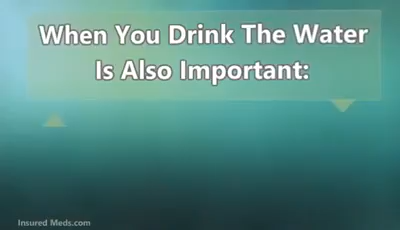 When You Drink The Water
Is Also Important:
Insured Meds.com